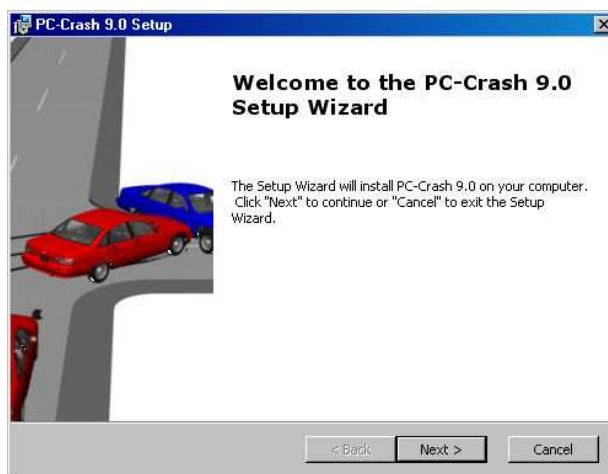 PC-Crash 9.0 Setup
Welcome to the PC-Crash 9.0
Setup Wizard
The Setup Wizard will install PC-Crash 9.0 on your computer.
Click "Next" to continue or "Cancel" to exit the Setup
Wizard.
< Back
Next >
Cancel